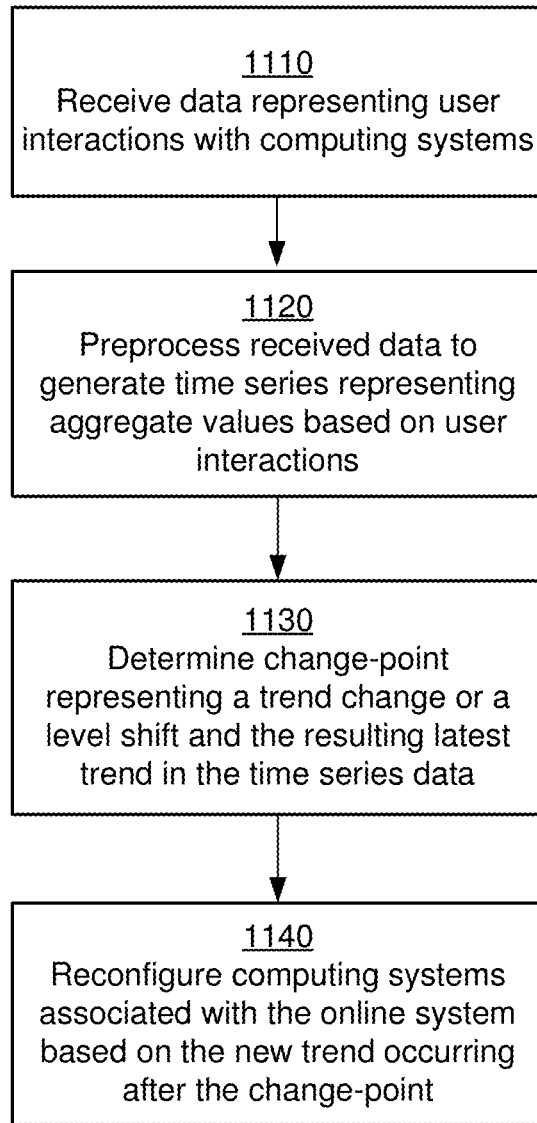 1110
Receive data representing user
interactions with computing systems
1120
Preprocess received data to
generate time series representing
aggregate values based on user
interactions
1130
Determine change-point
representing a trend change or a
level shift and the resulting latest
trend in the time series data
1140
Reconfigure computing systems
associated with the online system
based on the new trend occurring
after the change-point